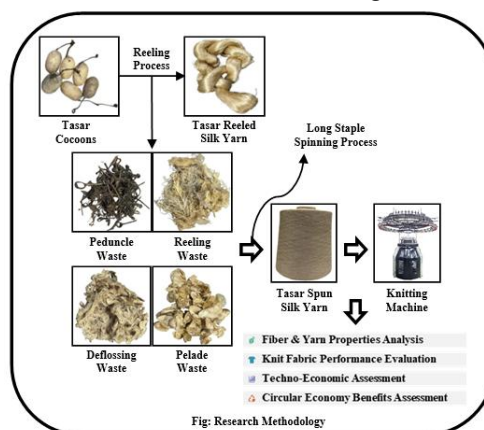 Reeling
Process
Tasar
Cocoons
Tasar Reeled
Silk Yarn
Long Staple
Spinning Process
Peduncle
Waste
Reeling
Waste
Deflossing
Waste
Pelade
Waste
Tasar Spun
Silk Yarn
Knitting
Machine
Fiber & Yarn Properties Analysis
Knit Fabric Performance Evaluation
Techno-Economic Assessment
Circular Economy Benefits Assessment
Fig: Research Methodology